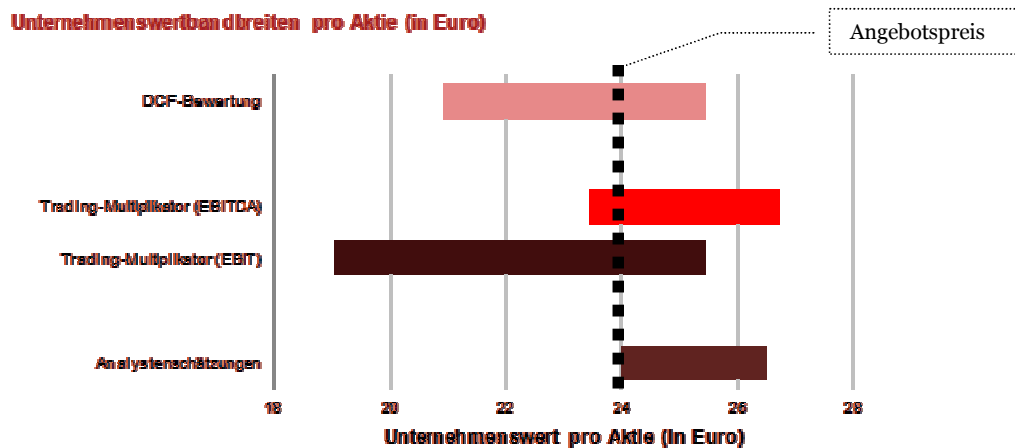 Unternehmenswertbandbreiten pro Aktie (in Euro)
Angebotspreis
DCF-Bewertung
Trading-Multiplikator (EBITDA)
Trading-Multiplikator (EBIT)
Analystenschätzungen
18 20 22 24 26 28
Unternehmenswert pro Aktie (in Euro)